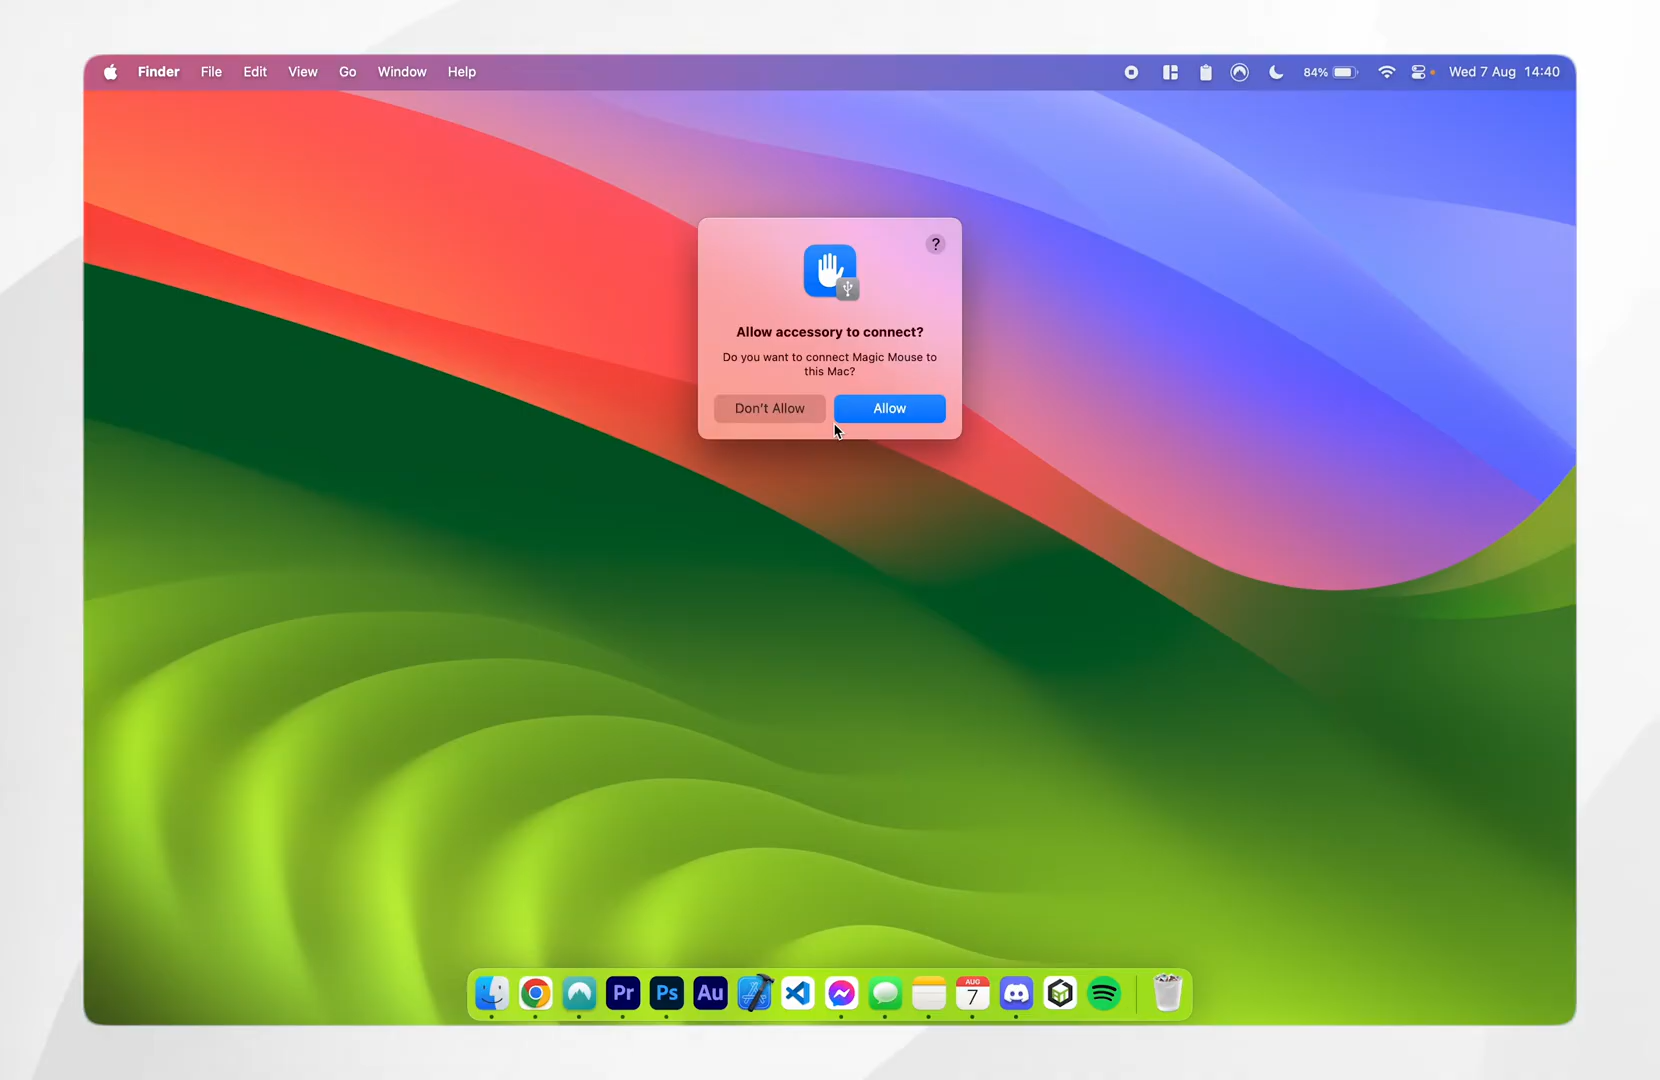 Finder File Edit View Go Window Help 84% Wed 7 Aug 14:40
?
Allow accessory to connect?
Do you want to connect Magic Mouse to
this Mac?
Don't Allow Allow
Pr Ps Au AUG
7